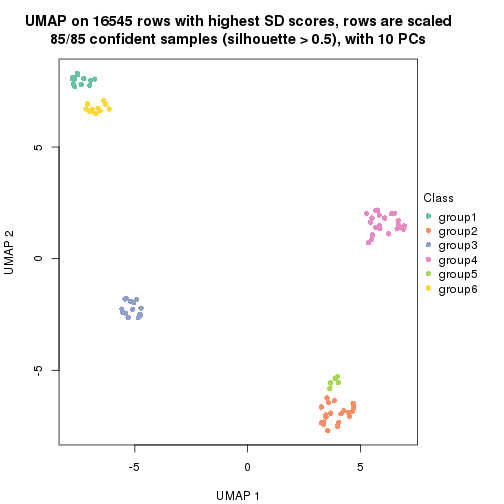 UMAP on 16545 rows with highest SD scores, rows are scaled
85/85 confident samples (silhouette > 0.5), with 10 PCs
5
0
-5
UMAP 2
-5
0
5
UMAP 1
Class
group1
group2
group3
group4
group5
group6